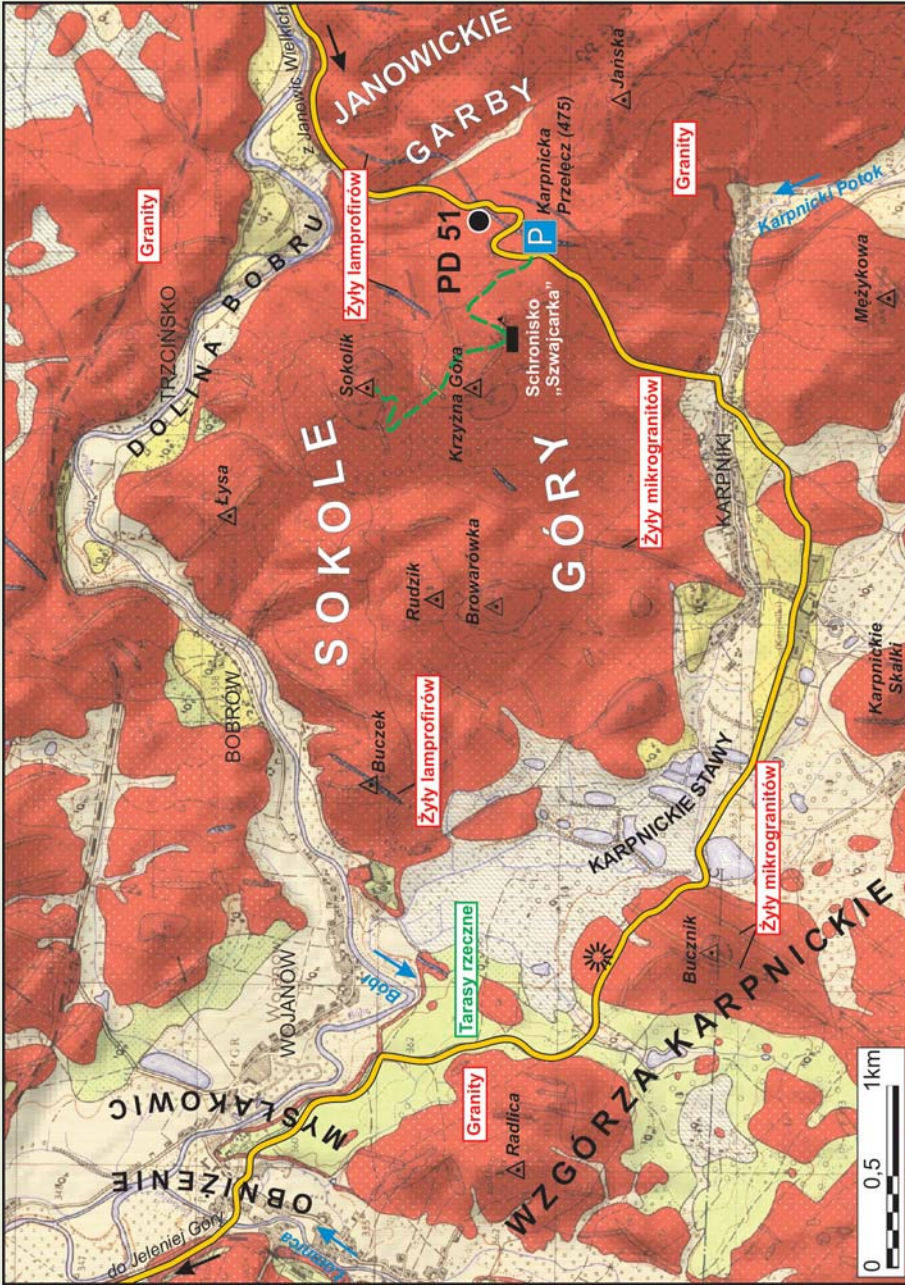 do Jeleniej Góry
OBNIŻENIE
MYSŁAKOWIC
Łomnica
WOJANÓW
Bóbr
BOBRÓW
TRZCIŃSKO
DOLINA BOBRU
z Janowic Wielkich
JANOWICKIE
GARBY
Granity
Żyły lamprofirów
Łysa
SOKOLE
GÓRY
Sokolik
Krzyżna Góra
Rudzik
Browarówka
Buczek
Żyły lamprofirów
PD 51
P
Karpnicka
Przełęcz (475)
Jańska
Schronisko
„Szwajcarka"
Granity
Karpnicki Potok
Mężykowa
Żyły mikrogranitów
KARPNIKI
Karpnickie
Skałki
KARPNICKIE STAWY
Tarasy rzeczne
Granity
Radlica
Bucznik
Żyły mikrogranitów
WZGÓRZA KARPNICKIE
0
0,5
1km